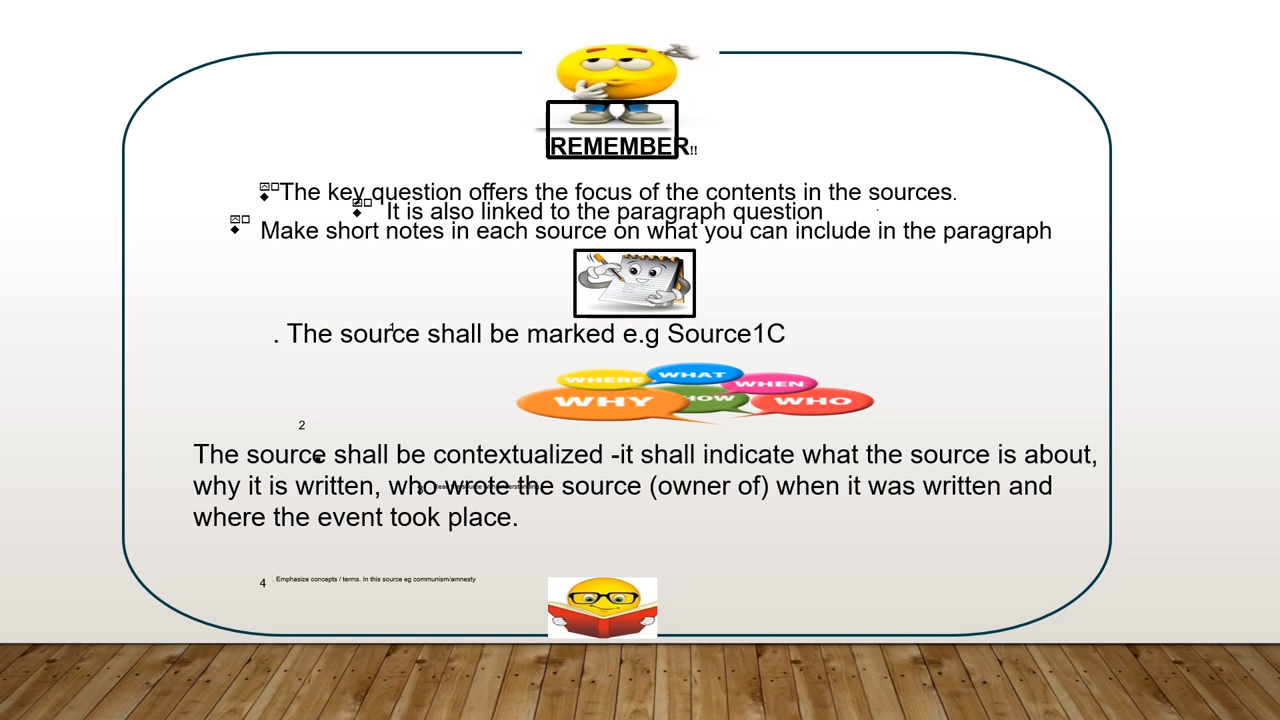 REMEMBER!!
The key question offers the focus of the contents in the sources.
It is also linked to the paragraph question
Make short notes in each source on what you can include in the paragraph
1
. The source shall be marked e.g Source1C
WHERE WHAT WHEN
WHY HOW WHO
2
The source shall be contextualized -it shall indicate what the source is about,
why it is written, who wrote the source (owner of) when it was written and
where the event took place.
4 . Emphasize concepts / terms. In this source eg communism/amnesty